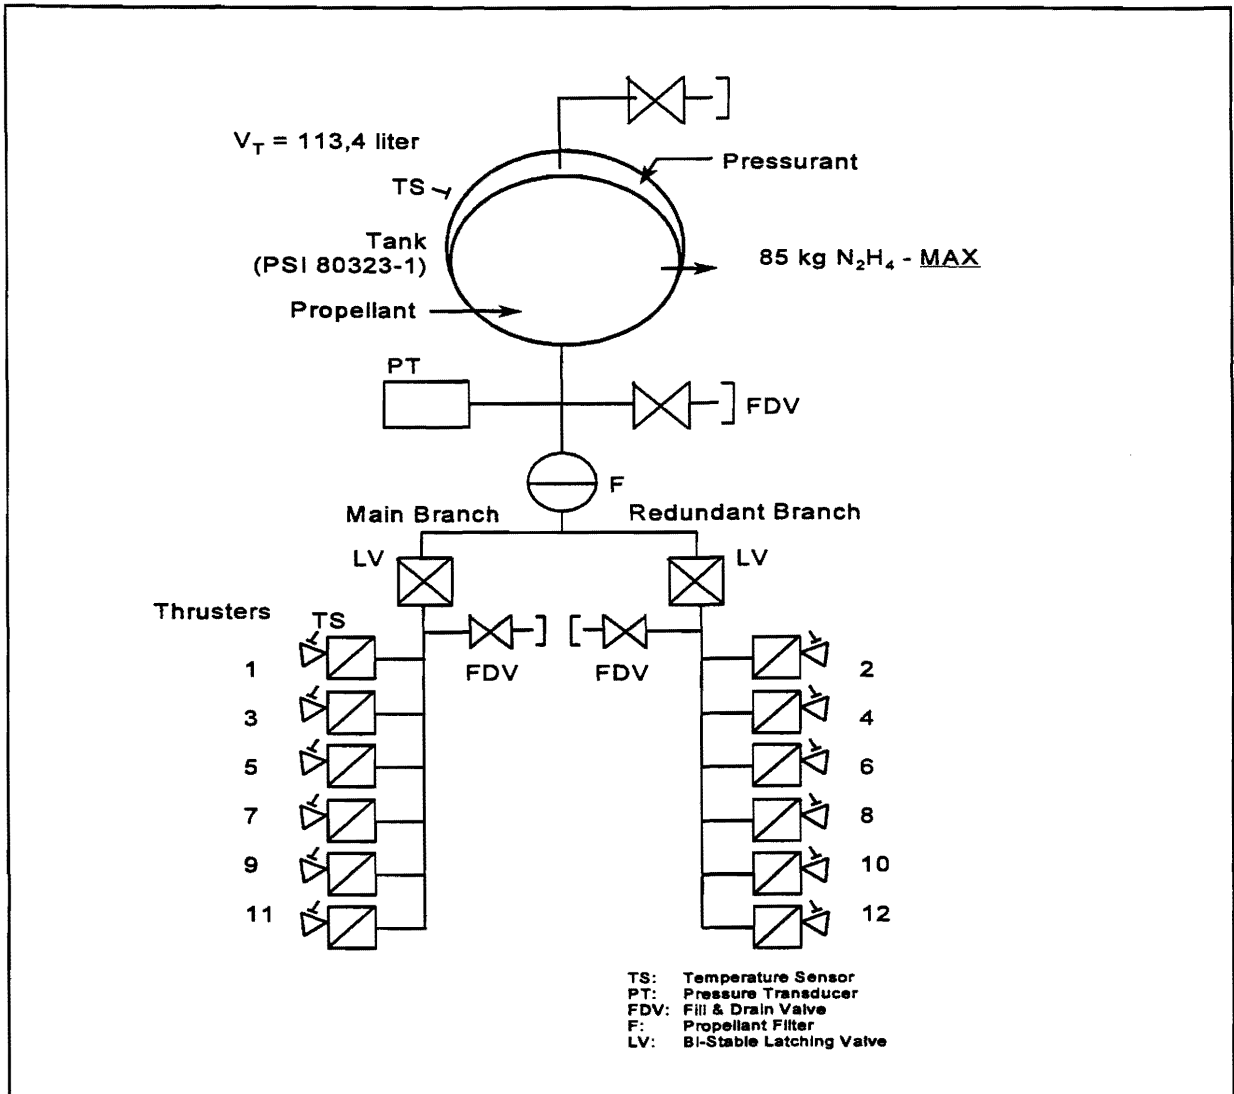 V_T = 113,4 liter
Pressurant
TS
Tank
(PSI 80323-1)
85 kg N₂H₄ - MAX
Propellant
PT
FDV
F
Main Branch
Redundant Branch
LV
LV
Thrusters
TS
FDV
FDV
1
2
3
4
5
6
7
8
9
10
11
12
TS: Temperature Sensor
PT: Pressure Transducer
FDV: Fill & Drain Valve
F: Propellant Filter
LV: Bi-Stable Latching Valve